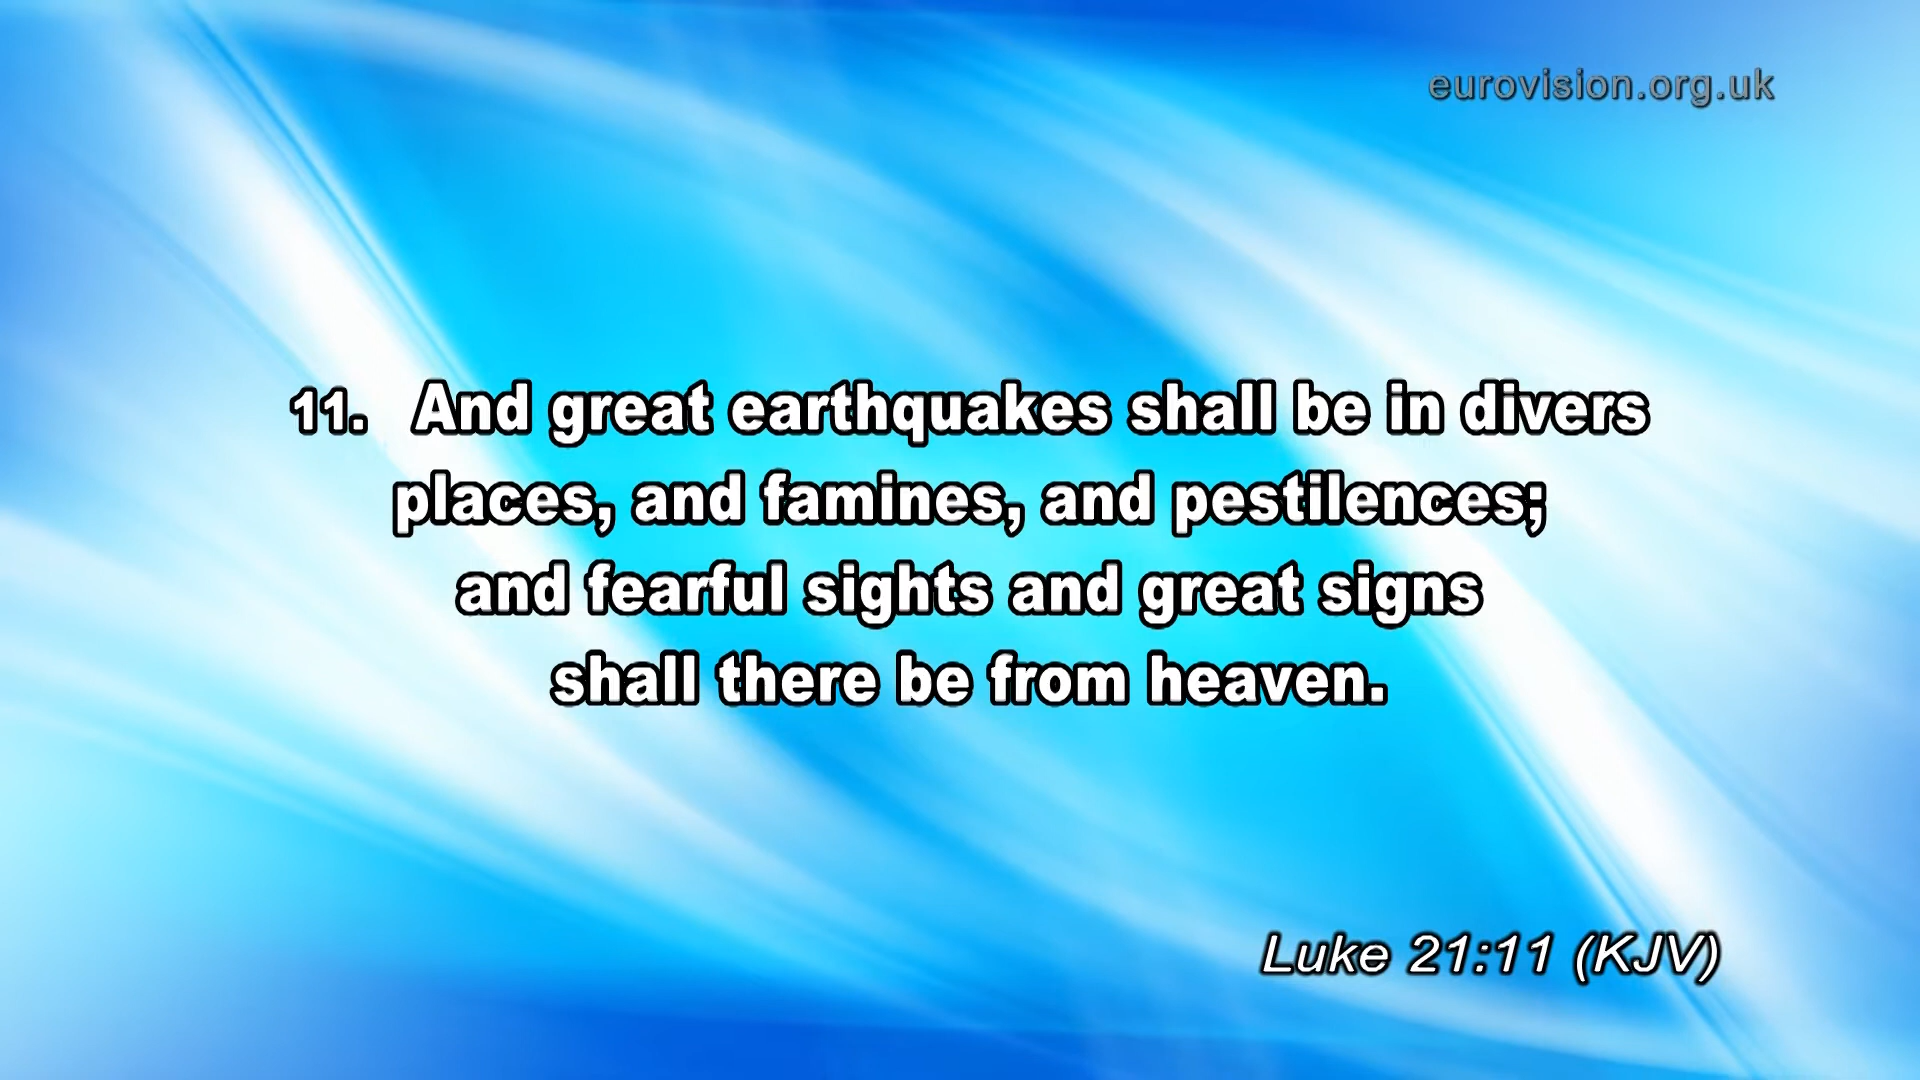 eurovision.org.uk
11. And great earthquakes shall be in divers
places, and famines, and pestilences;
and fearful sights and great signs
shall there be from heaven.
Luke 21:11 (KJV)